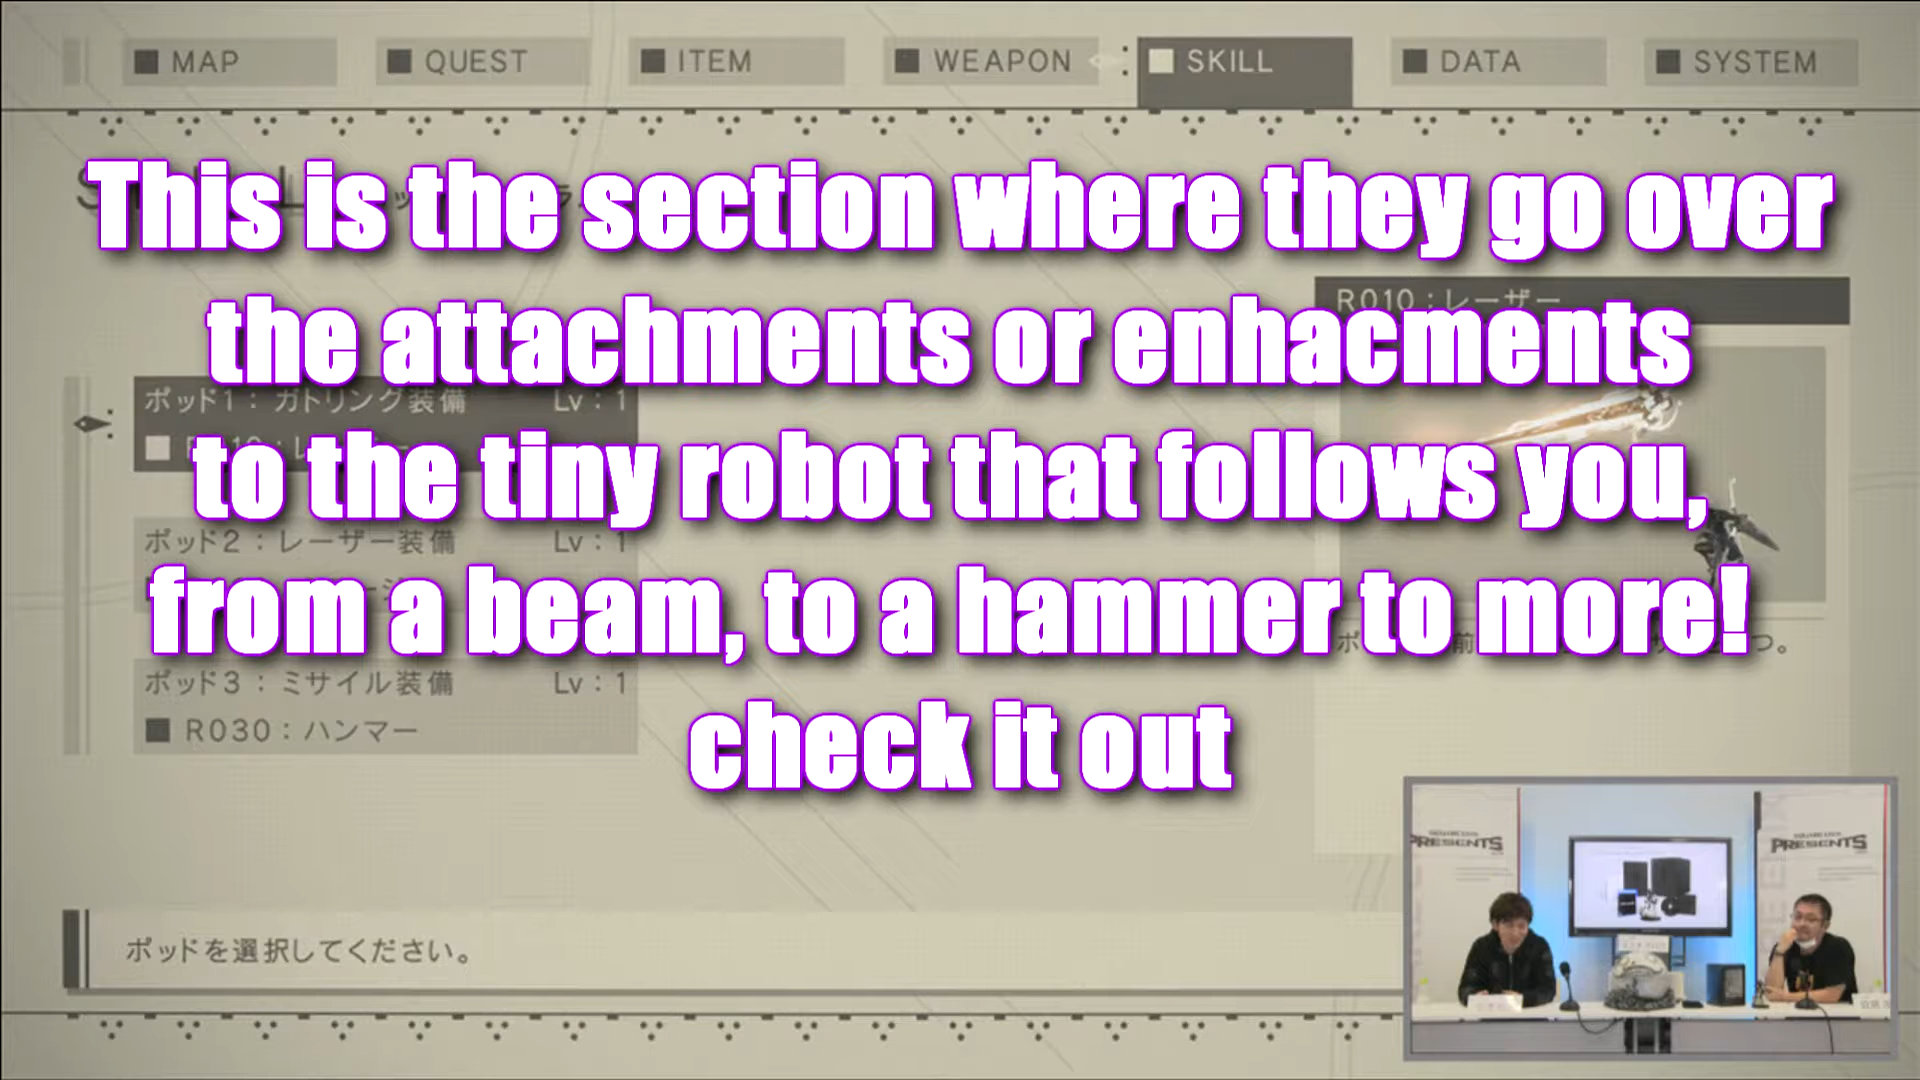 MAP
QUEST
ITEM
WEAPON
SKILL
DATA
SYSTEM
This is the section where they go over
the attachments or enhacments
to the tiny robot that follows you,
from a beam, to a hammer to more!
check it out
R010：レーザー
ポッド1：ガトリング装備 Lv：1
ポッド2：レーザー装備 Lv：1
ポッド3：ミサイル装備 Lv：1
R030：ハンマー
ポッドを選択してください。
PRESENTS
SQUARE ENIX
PRESENTS